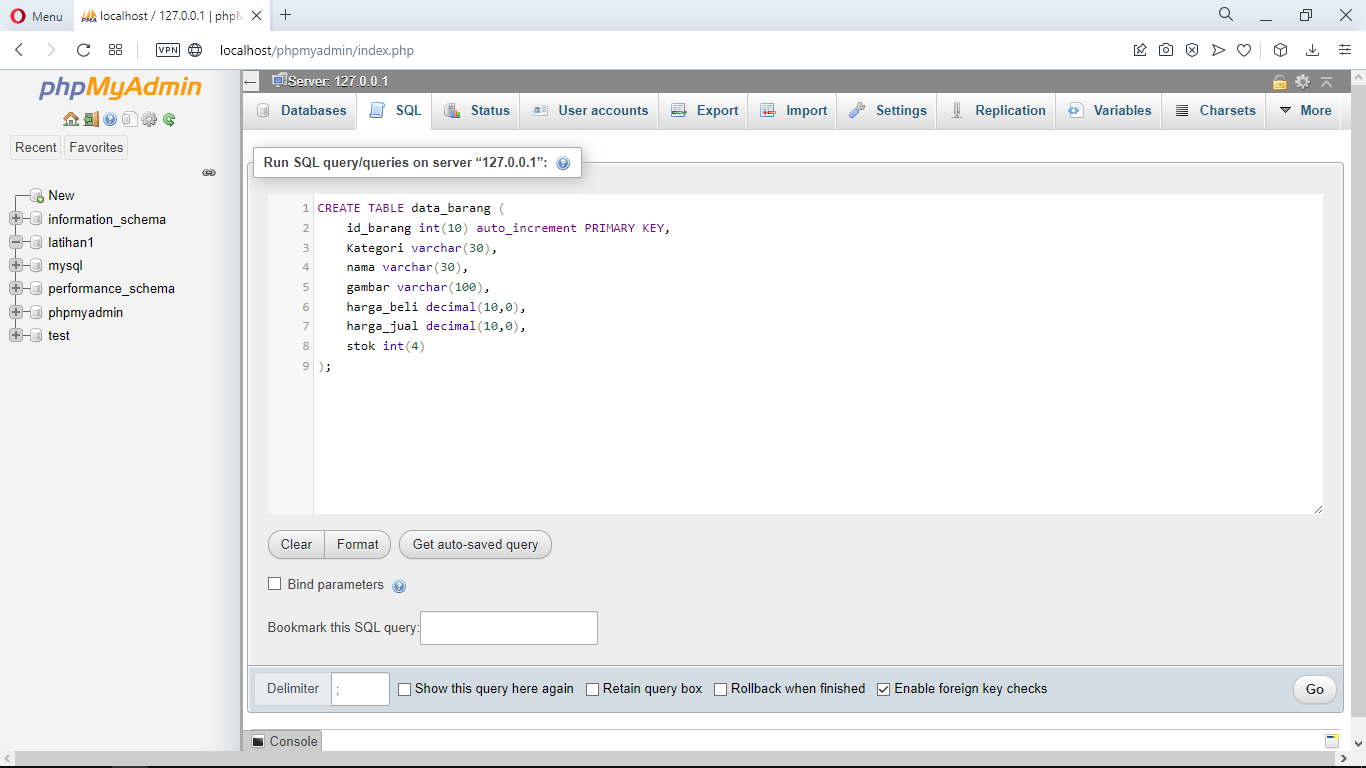 Menu
localhost / 127.0.0.1 | phpM
VPN
localhost/phpmyadmin/index.php
phpMyAdmin
Recent
Favorites
New
information_schema
latihan1
mysql
performance_schema
phpmyadmin
test
Server: 127.0.0.1
Databases
SQL
Status
User accounts
Export
Import
Settings
Replication
Variables
Charsets
More
Run SQL query/queries on server “127.0.0.1”:
1 CREATE TABLE data_barang (
2 id_barang int(10) auto_increment PRIMARY KEY,
3 Kategori varchar(30),
4 nama varchar(30),
5 gambar varchar(100),
6 harga_beli decimal(10,0),
7 harga_jual decimal(10,0),
8 stok int(4)
9 );
Clear
Format
Get auto-saved query
Bind parameters
Bookmark this SQL query:
Delimiter
;
Show this query here again
Retain query box
Rollback when finished
Enable foreign key checks
Go
Console